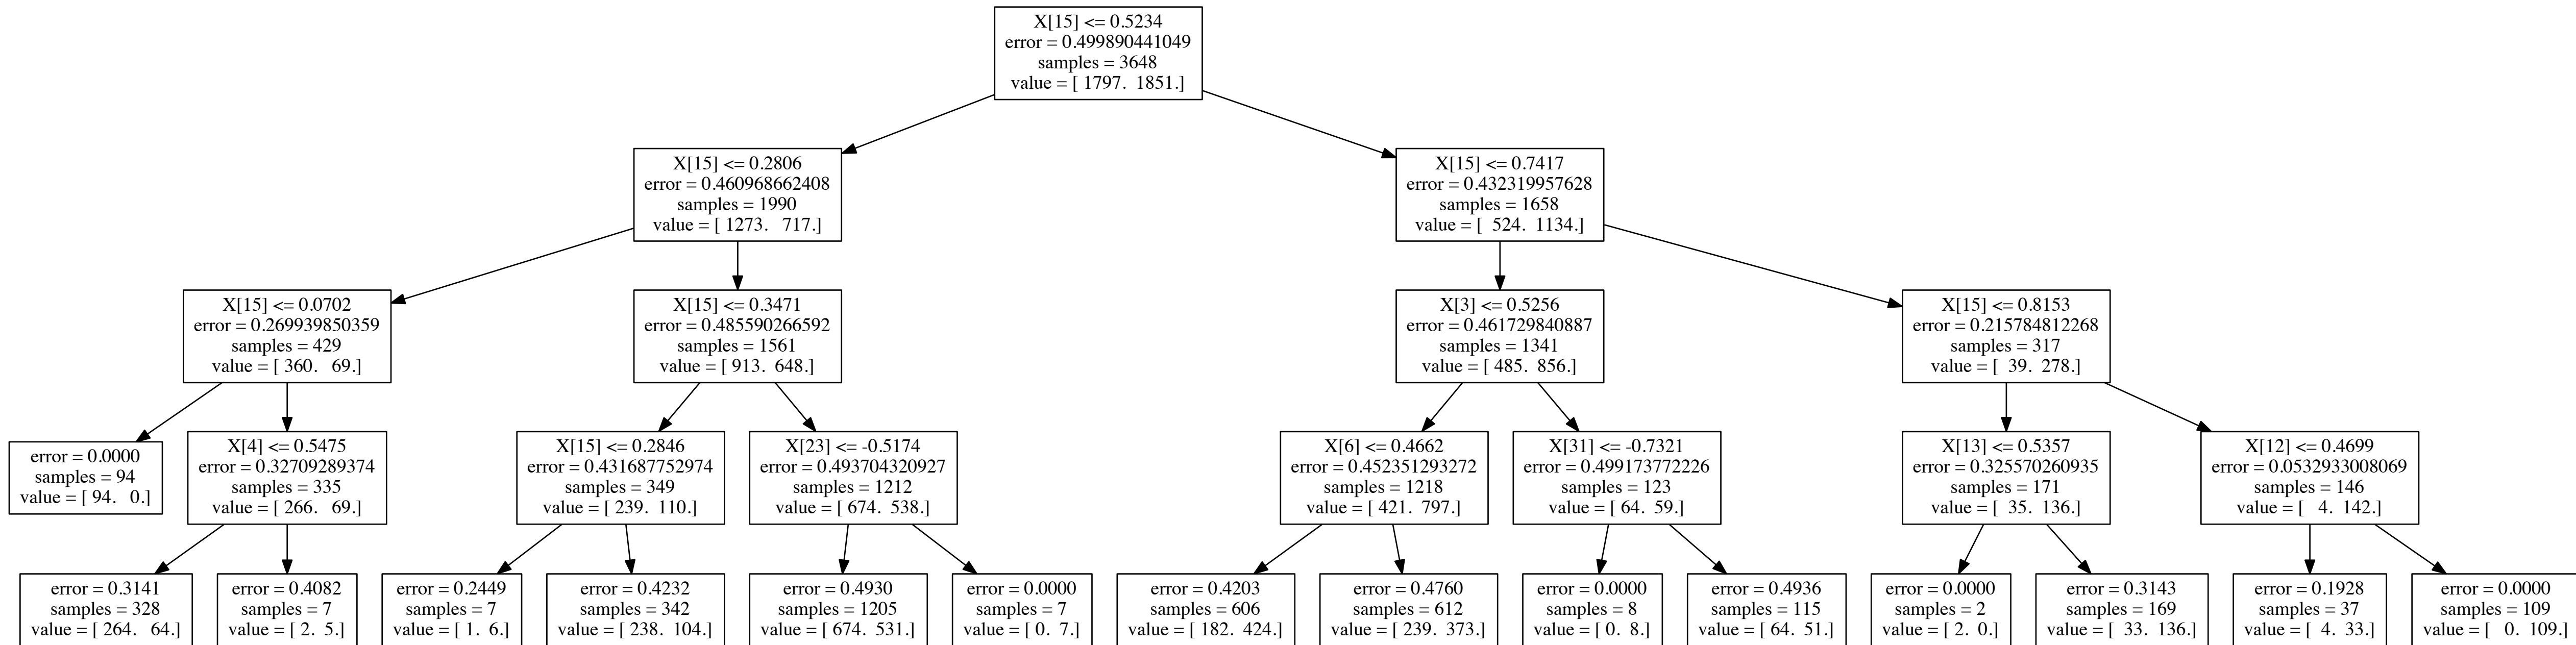 X[15] <= 0.5234
error = 0.499890441049
samples = 3648
value = [ 1797.  1851.]
X[15] <= 0.2806
error = 0.460968662408
samples = 1990
value = [ 1273.   717.]
X[15] <= 0.7417
error = 0.432319957628
samples = 1658
value = [  524.  1134.]
X[15] <= 0.0702
error = 0.269939850359
samples = 429
value = [ 360.   69.]
X[15] <= 0.3471
error = 0.485590266592
samples = 1561
value = [ 913.  648.]
X[3] <= 0.5256
error = 0.461729840887
samples = 1341
value = [ 485.  856.]
X[15] <= 0.8153
error = 0.215784812268
samples = 317
value = [  39.  278.]
error = 0.0000
samples = 94
value = [ 94.   0.]
X[4] <= 0.5475
error = 0.32709289374
samples = 335
value = [ 266.  69.]
X[15] <= 0.2846
error = 0.431687752974
samples = 349
value = [ 239.  110.]
X[23] <= -0.5174
error = 0.493704320927
samples = 1212
value = [ 674.  538.]
X[6] <= 0.4662
error = 0.452351293272
samples = 1218
value = [ 421.  797.]
X[31] <= -0.7321
error = 0.499173772226
samples = 123
value = [ 64.  59.]
X[13] <= 0.5357
error = 0.325570260935
samples = 171
value = [  35.  136.]
X[12] <= 0.4699
error = 0.0532933008069
samples = 146
value = [   4.  142.]
error = 0.3141
samples = 328
value = [ 264.   64.]
error = 0.4082
samples = 7
value = [ 2.  5.]
error = 0.2449
samples = 7
value = [ 1.  6.]
error = 0.4232
samples = 342
value = [ 238.  104.]
error = 0.4930
samples = 1205
value = [ 674.  531.]
error = 0.0000
samples = 7
value = [ 0.  7.]
error = 0.4203
samples = 606
value = [ 182.  424.]
error = 0.4760
samples = 612
value = [ 239.  373.]
error = 0.0000
samples = 8
value = [ 0.  8.]
error = 0.4936
samples = 115
value = [ 64.  51.]
error = 0.0000
samples = 2
value = [ 2.  0.]
error = 0.3143
samples = 169
value = [  33.  136.]
error = 0.1928
samples = 37
value = [  4.  33.]
error = 0.0000
samples = 109
value = [   0.  109.]